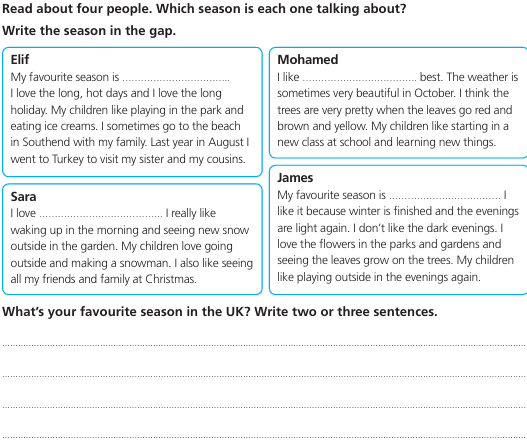 Read about four people. Which season is each one talking about?
Write the season in the gap.
Elif
My favourite season is ...................................
I love the long, hot days and I love the long
holiday. My children like playing in the park and
eating ice creams. I sometimes go to the beach
in Southend with my family. Last year in August I
went to Turkey to visit my sister and my cousins.
Sara
I love ....................................... I really like
waking up in the morning and seeing new snow
outside in the garden. My children love going
outside and making a snowman. I also like seeing
all my friends and family at Christmas.
Mohamed
I like .................................... best. The weather is
sometimes very beautiful in October. I think the
trees are very pretty when the leaves go red and
brown and yellow. My children like starting in a
new class at school and learning new things.
James
My favourite season is ................................... I
like it because winter is finished and the evenings
are light again. I don't like the dark evenings. I
love the flowers in the parks and gardens and
seeing the leaves grow on the trees. My children
like playing outside in the evenings again.
What's your favourite season in the UK? Write two or three sentences.